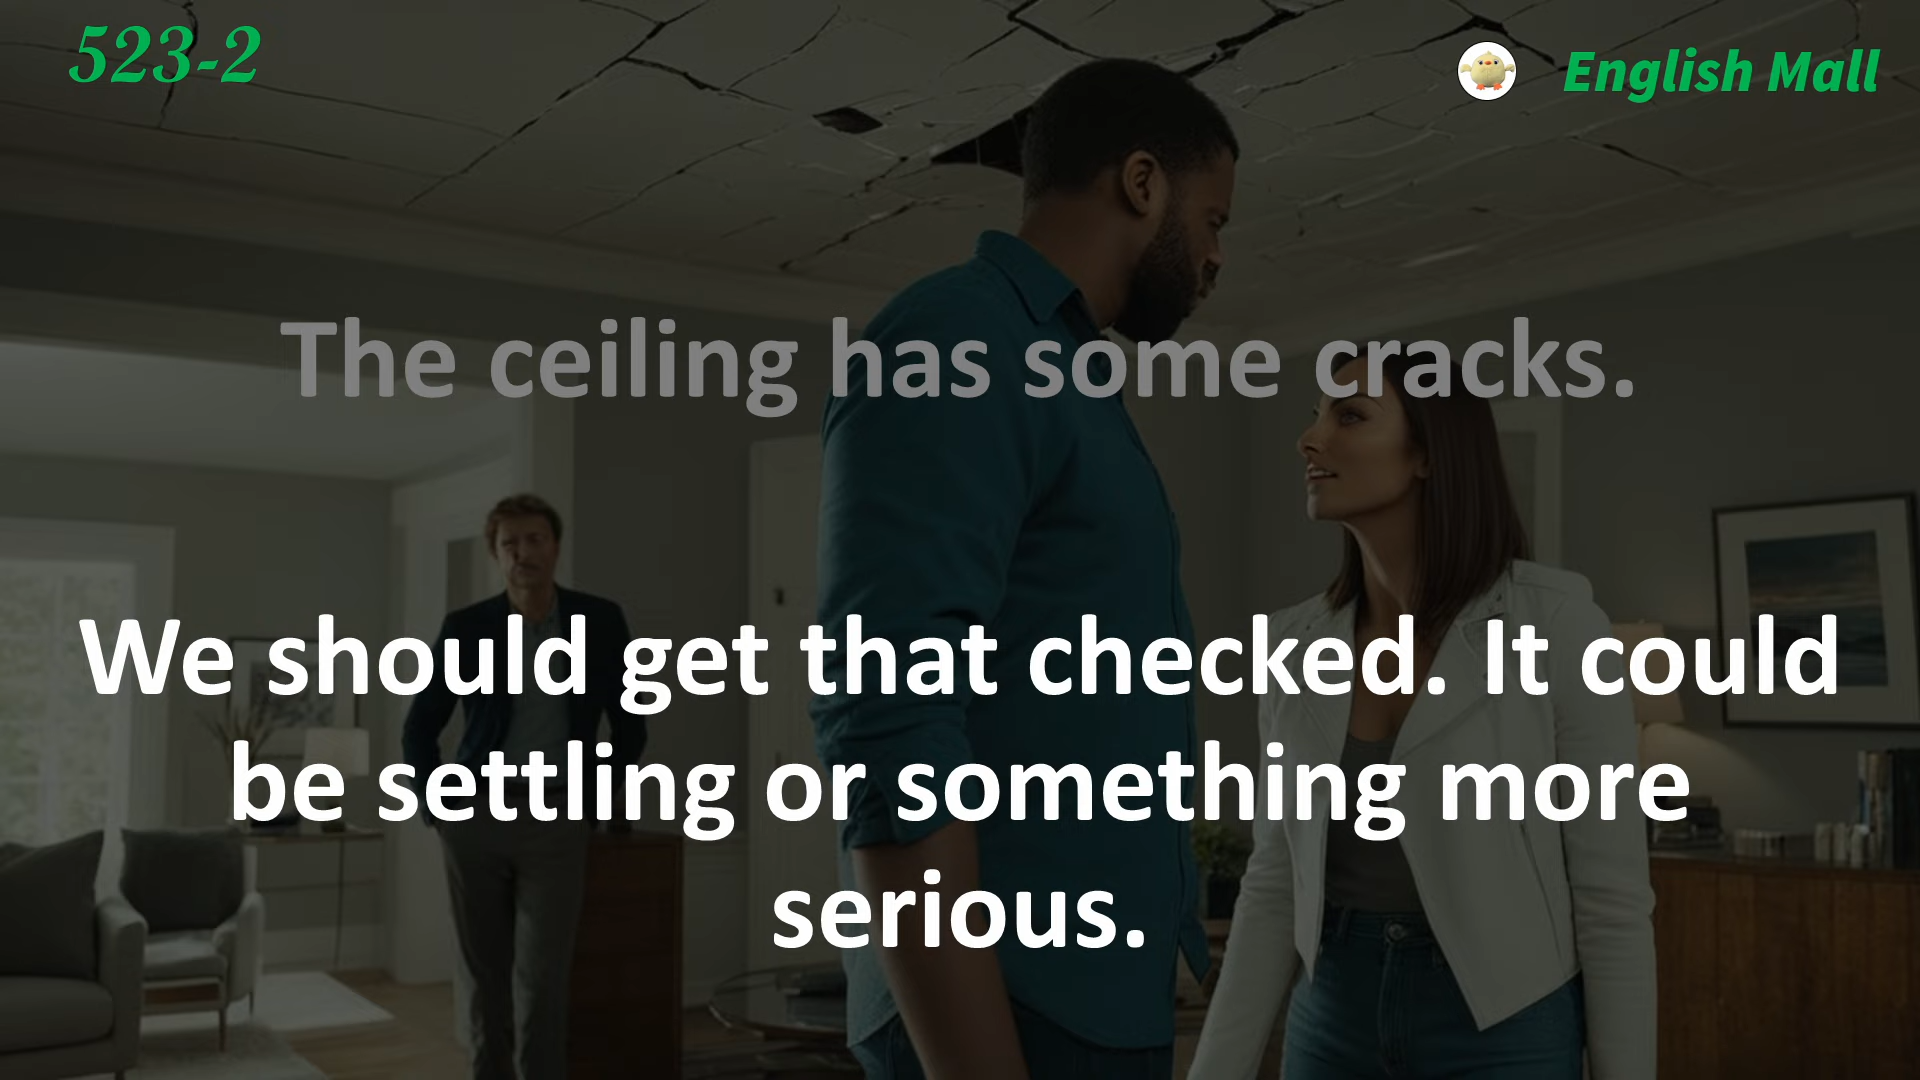 523-2
English Mall
The ceiling has some cracks.
We should get that checked. It could
be settling or something more
serious.